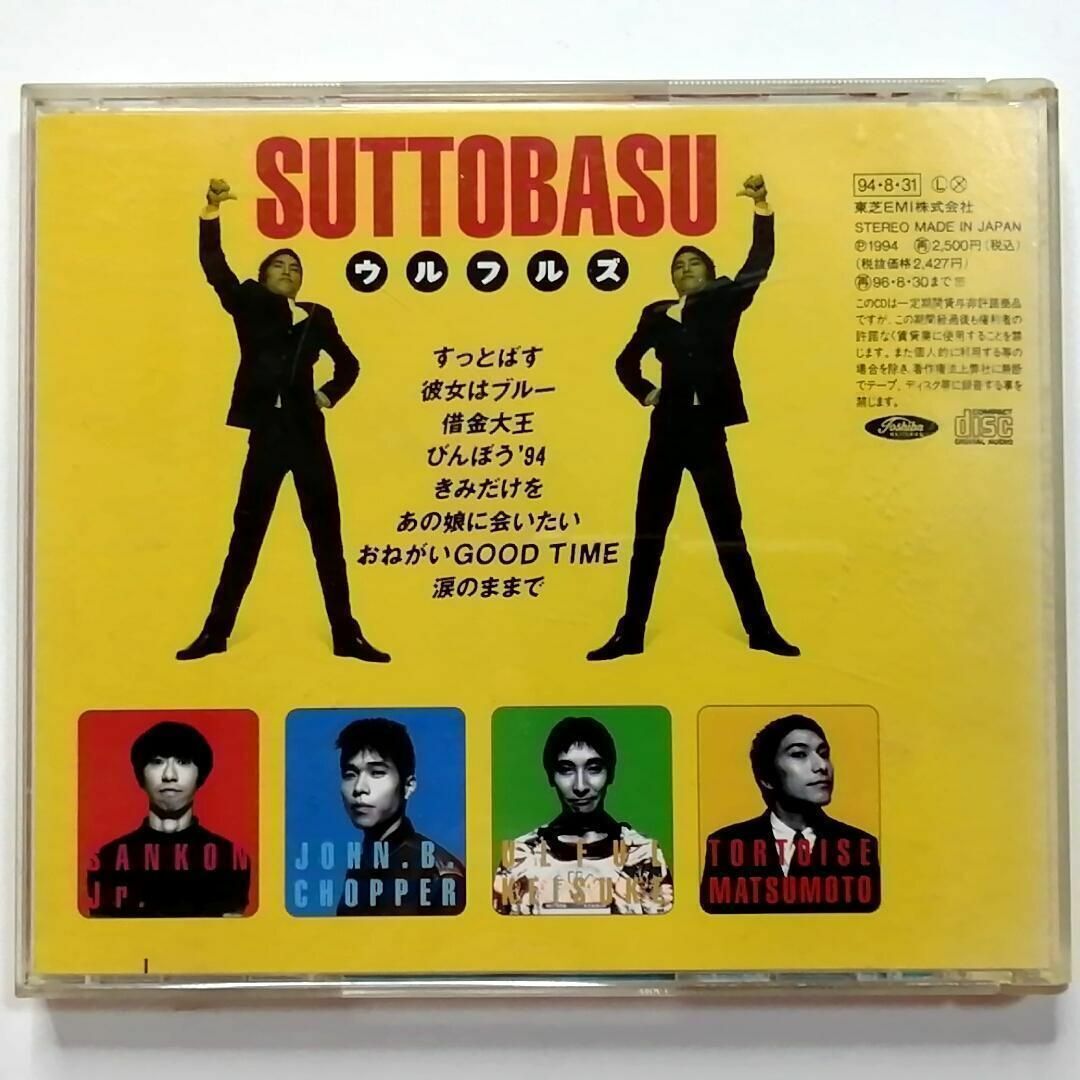 SUTTOBASU
ウルフルズ
すっとばす
彼女はブルー
借金大王
びんぼう'94
きみだけを
あの娘に会いたい
おねがいGOOD TIME
涙のままで
94・8・31 Ⓛ Ⓧ
東芝EMI株式会社
STEREO MADE IN JAPAN
Ⓟ1994 再2,500円(税込)
(税抜価格2,427円)
再96・8・30まで
このCDは一定期間貸与非許諾商品
ですが、この期間経過後も権利者の
許諾なく賃貸業に使用することを禁
じます。また個人的に利用する等の
場合を除き、著作権法上弊社に無断
でテープ、ディスク等に録音する事を
禁じます。
Toshiba
COMPACT
disc
DIGITAL AUDIO
SANKON
Jr.
JOHN.B.
CHOPPER
ULFUL
KEISUKE
TORTOISE
MATSUMOTO